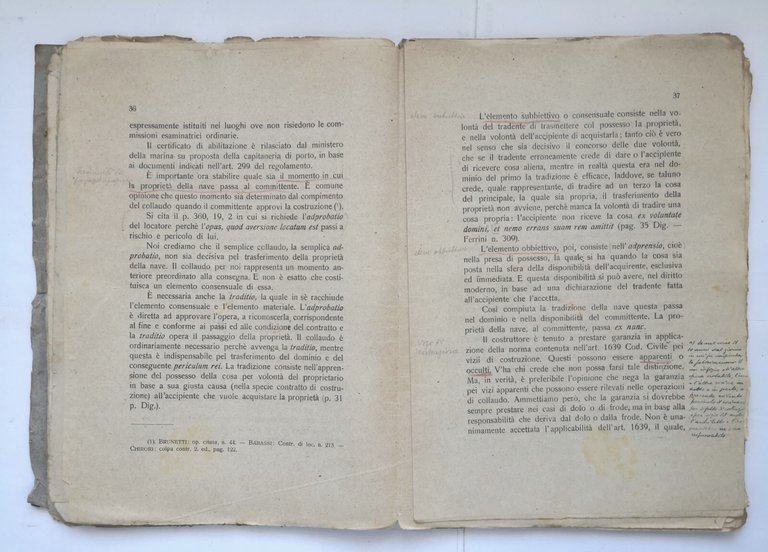 36
espressamente istituiti nei luoghi ove non risiedono le com-
missioni esaminatrici ordinarie.
Il certificato di abilitazione è rilasciato dal ministero
della marina su proposta della capitaneria di porto, in base
ai documenti indicati nell'art. 299 del regolamento.
È importante ora stabilire quale sia il momento in cui
la proprietà della nave passa al committente. È comune
opinione che questo momento sia determinato dal compimento
del collaudo quando il committente approvi la costruzione (¹).
Si cita il p. 360, 19, 2 in cui si richiede l'adprobatio
del locatore perchè l'opus, quod aversione locatum est passi a
rischio e pericolo di lui.
Noi crediamo che il semplice collaudo, la semplica ad-
probatio, non sia decisiva pel trasferimento della proprietà
della nave. Il collaudo per noi rappresenta un momento
anteriore preordinato alla consegna. E non è esatto che costi-
tuisca un elemento consensuale di essa.
È necessaria anche la traditio, la quale in sè racchiude
l'elemento consensuale e l'elemento materiale. L'adprobatio
è diretta ad approvare l'opera, a riconoscerla, corrispondente
al fine e conforme ai passi ed alle condizione del contratto e
la traditio opera il passaggio della proprietà. Il collaudo è
ordinariamente necessario perchè avvenga la traditio, mentre
questa è indispensabile pel trasferimento del dominio e del
conseguente periculum rei. La tradizione consiste nell'appren-
sione del possesso della cosa per volontà del proprietario
in base a sua giusta causa (nella specie contratto di costru-
zione) all'accipiente che vuole acquistare la proprietà (p. 31
p. Dig.).
(1). BRUNETTI: op. citata, n. 44. — BARASSI: Contr. di loc. n. 213. —
CHIRONI: colpa contr. 2. ed., pag. 122.
37
L'elemento subbiettivo o consensuale consiste nella vo-
lontà del tradente di trasmettere col possesso la proprietà,
e nella volontà dell'accipiente di acquistarla; tanto ciò è vero
nel senso che sia decisivo il concorso delle due volontà,
che se il tradente erroneamente crede di dare o l'accipiente
di ricevere cosa aliena, mentre in realtà questa era nel do-
minio del primo la tradizione è efficace, laddove, se taluno
crede, quale rappresentante, di tradire ad un terzo la cosa
del principale, la quale sia propria, il trasferimento della
proprietà non avviene, perchè manca la volontà di tradire una
cosa propria: l'accipiente non riceve la cosa ex voluntate
domini, et nemo errans suam rem amittit (pag. 35 Dig. —
Ferrini n. 309).
L'elemento obbiettivo, poi, consiste nell'adprensio, cioè
nella presa di possesso, la quale si ha quando la cosa sia
posta nella sfera della disponibilità dell'acquirente, esclusiva
ed immediata. E questa disponibilità si può avere, nel diritto
moderno, in base ad una dichiarazione del tradente fatta
all'accipiente che l'accetta.
Così compiuta la tradizione della nave questa passa
nel dominio e nella disponibilità del committente. La pro-
prietà della nave, al committente, passa ex nunc.
Il costruttore è tenuto a prestare garanzia in applica-
zione della norma contenuta nell'art. 1639 Cod. Civile pei
vizii di costruzione. Questi possono essere apparenti o
occulti. V'ha chi crede che non possa farsi tale distinzione.
Ma, in verità, è preferibile l'opinione che nega la garanzia
pei vizi apparenti che possono essere rilevati nelle operazioni
di collaudo. Ammettiamo però, che la garanzia si dovrebbe
sempre prestare nei casi di dolo o di frode, ma in base alla
responsabilità che deriva dal dolo o dalla frode. Non è una-
nimamente accettata l'applicabilità dell'art. 1639, il quale,